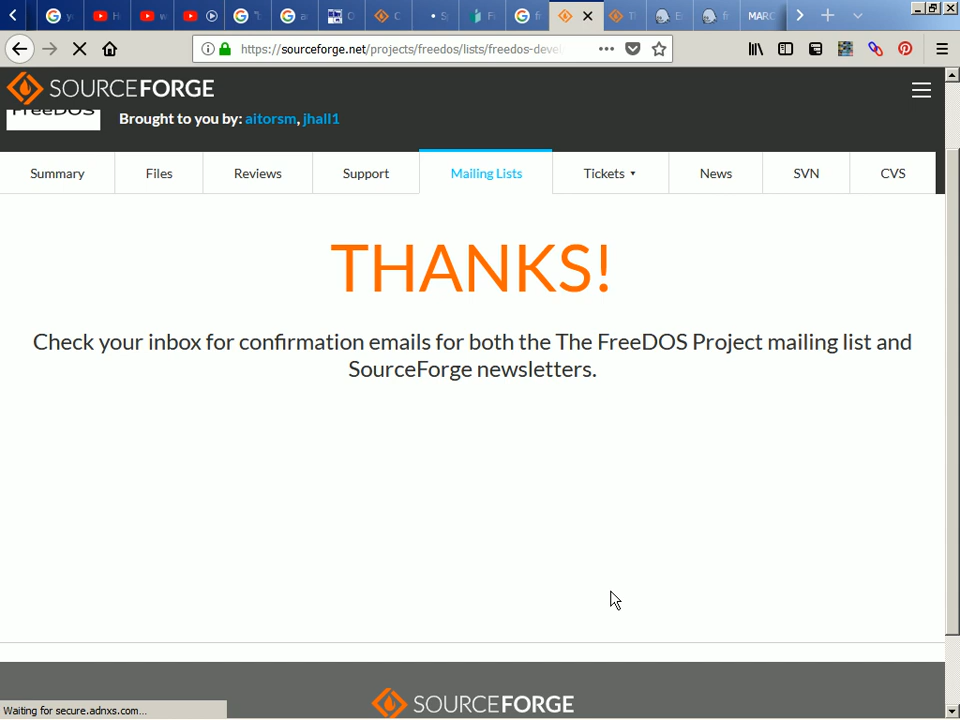 https://sourceforge.net/projects/freedos/lists/freedos-devel
SOURCEFORGE
FreeDOS
Brought to you by: aitorsm, jhall1
Summary
Files
Reviews
Support
Mailing Lists
Tickets
News
SVN
CVS
THANKS!
Check your inbox for confirmation emails for both the The FreeDOS Project mailing list and
SourceForge newsletters.
SOURCEFORGE
Waiting for secure.adnxs.com...